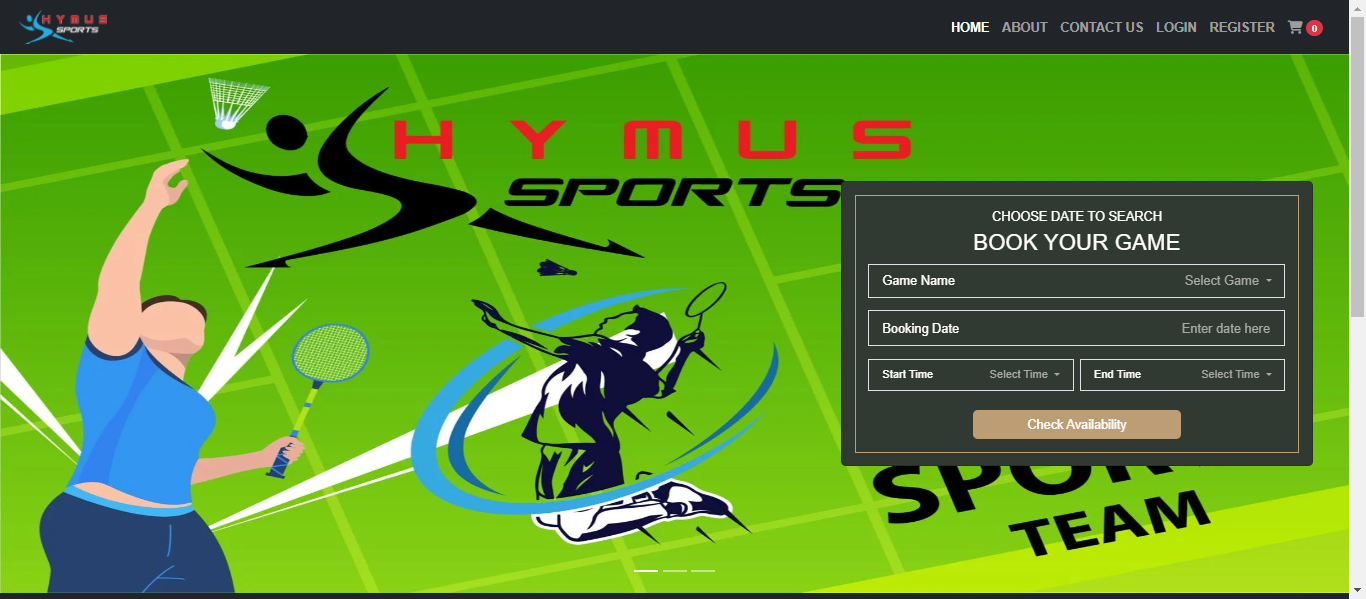 HYMUS
SPORTS
HOME ABOUT CONTACT US LOGIN REGISTER 0
HYMUS
SPORTS
CHOOSE DATE TO SEARCH
BOOK YOUR GAME
Game Name Select Game
Booking Date Enter date here
Start Time Select Time End Time Select Time
Check Availability
TEAM